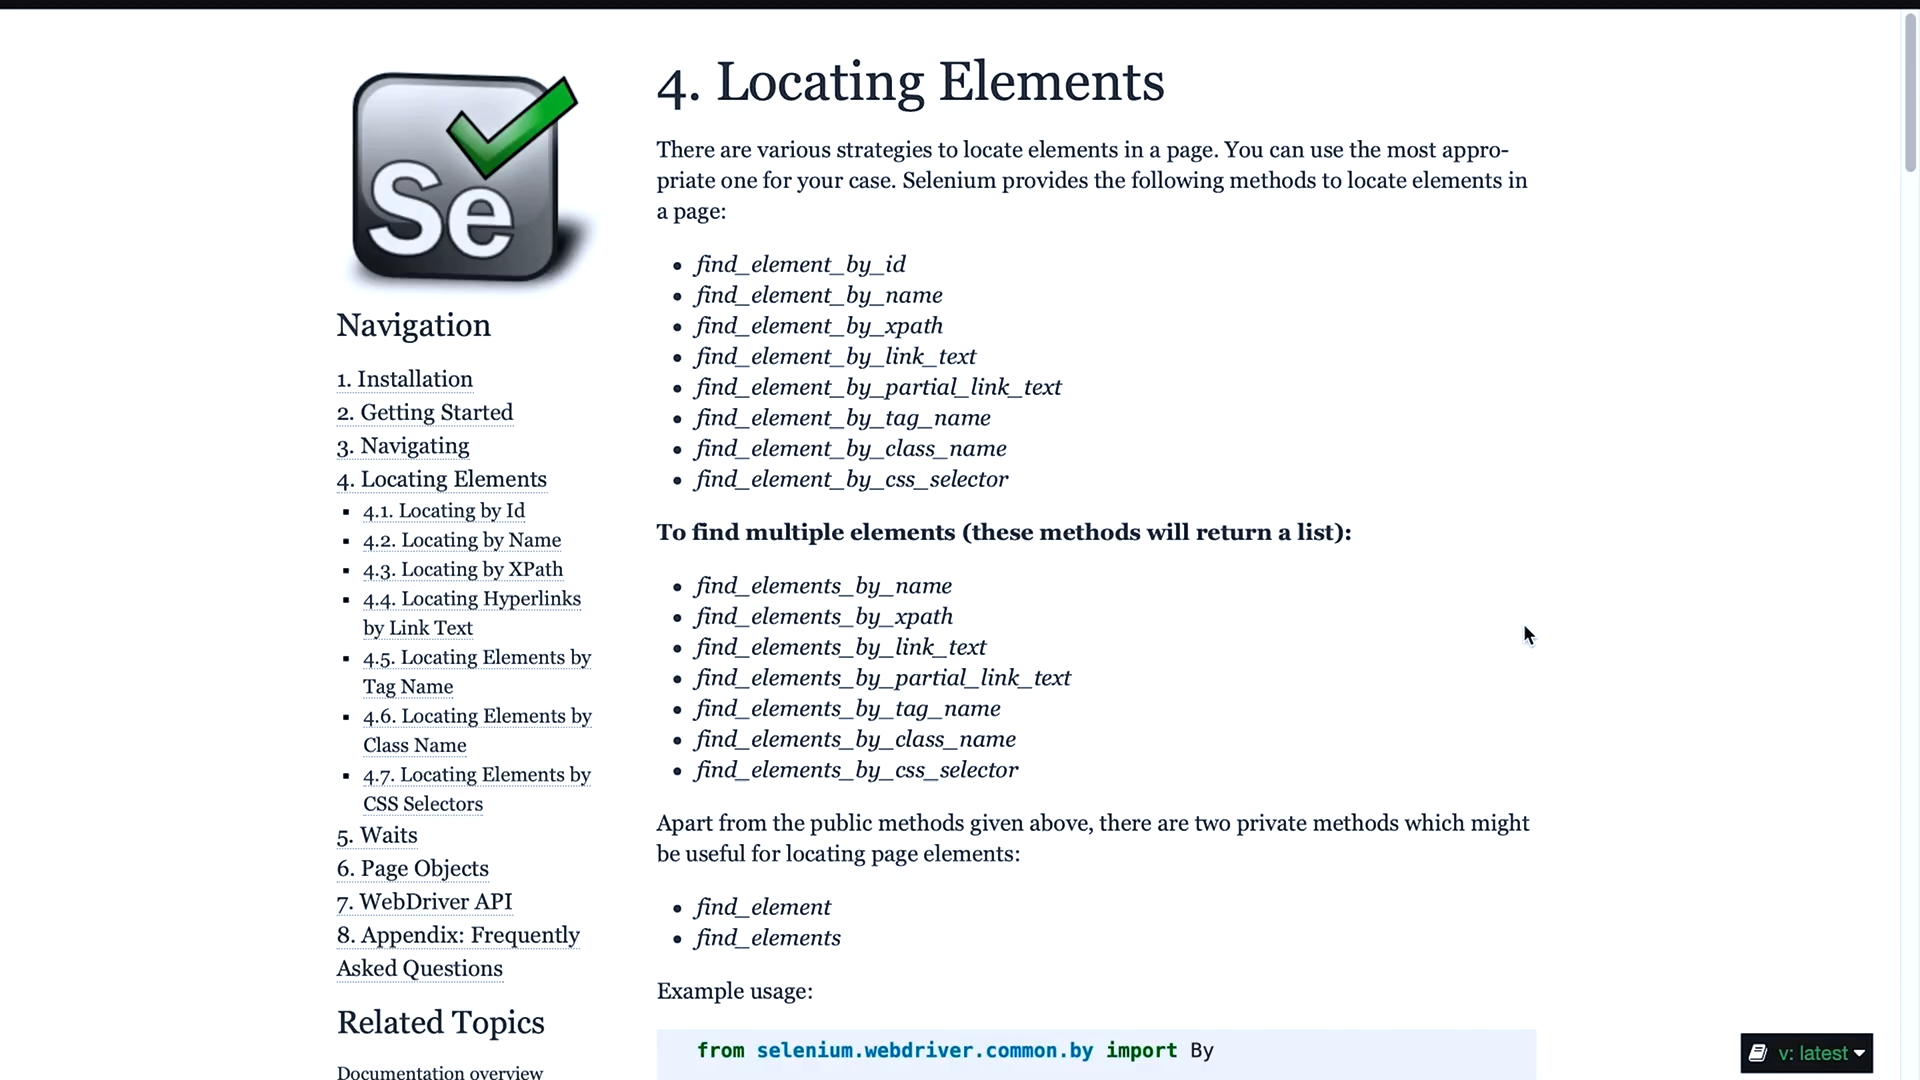 Se
Navigation
1. Installation
2. Getting Started
3. Navigating
4. Locating Elements
4.1. Locating by Id
4.2. Locating by Name
4.3. Locating by XPath
4.4. Locating Hyperlinks
by Link Text
4.5. Locating Elements by
Tag Name
4.6. Locating Elements by
Class Name
4.7. Locating Elements by
CSS Selectors
5. Waits
6. Page Objects
7. WebDriver API
8. Appendix: Frequently
Asked Questions
Related Topics
Documentation overview
4. Locating Elements
There are various strategies to locate elements in a page. You can use the most appro-
priate one for your case. Selenium provides the following methods to locate elements in
a page:
find_element_by_id
find_element_by_name
find_element_by_xpath
find_element_by_link_text
find_element_by_partial_link_text
find_element_by_tag_name
find_element_by_class_name
find_element_by_css_selector
To find multiple elements (these methods will return a list):
find_elements_by_name
find_elements_by_xpath
find_elements_by_link_text
find_elements_by_partial_link_text
find_elements_by_tag_name
find_elements_by_class_name
find_elements_by_css_selector
Apart from the public methods given above, there are two private methods which might
be useful for locating page elements:
find_element
find_elements
Example usage:
from selenium.webdriver.common.by import By
v: latest